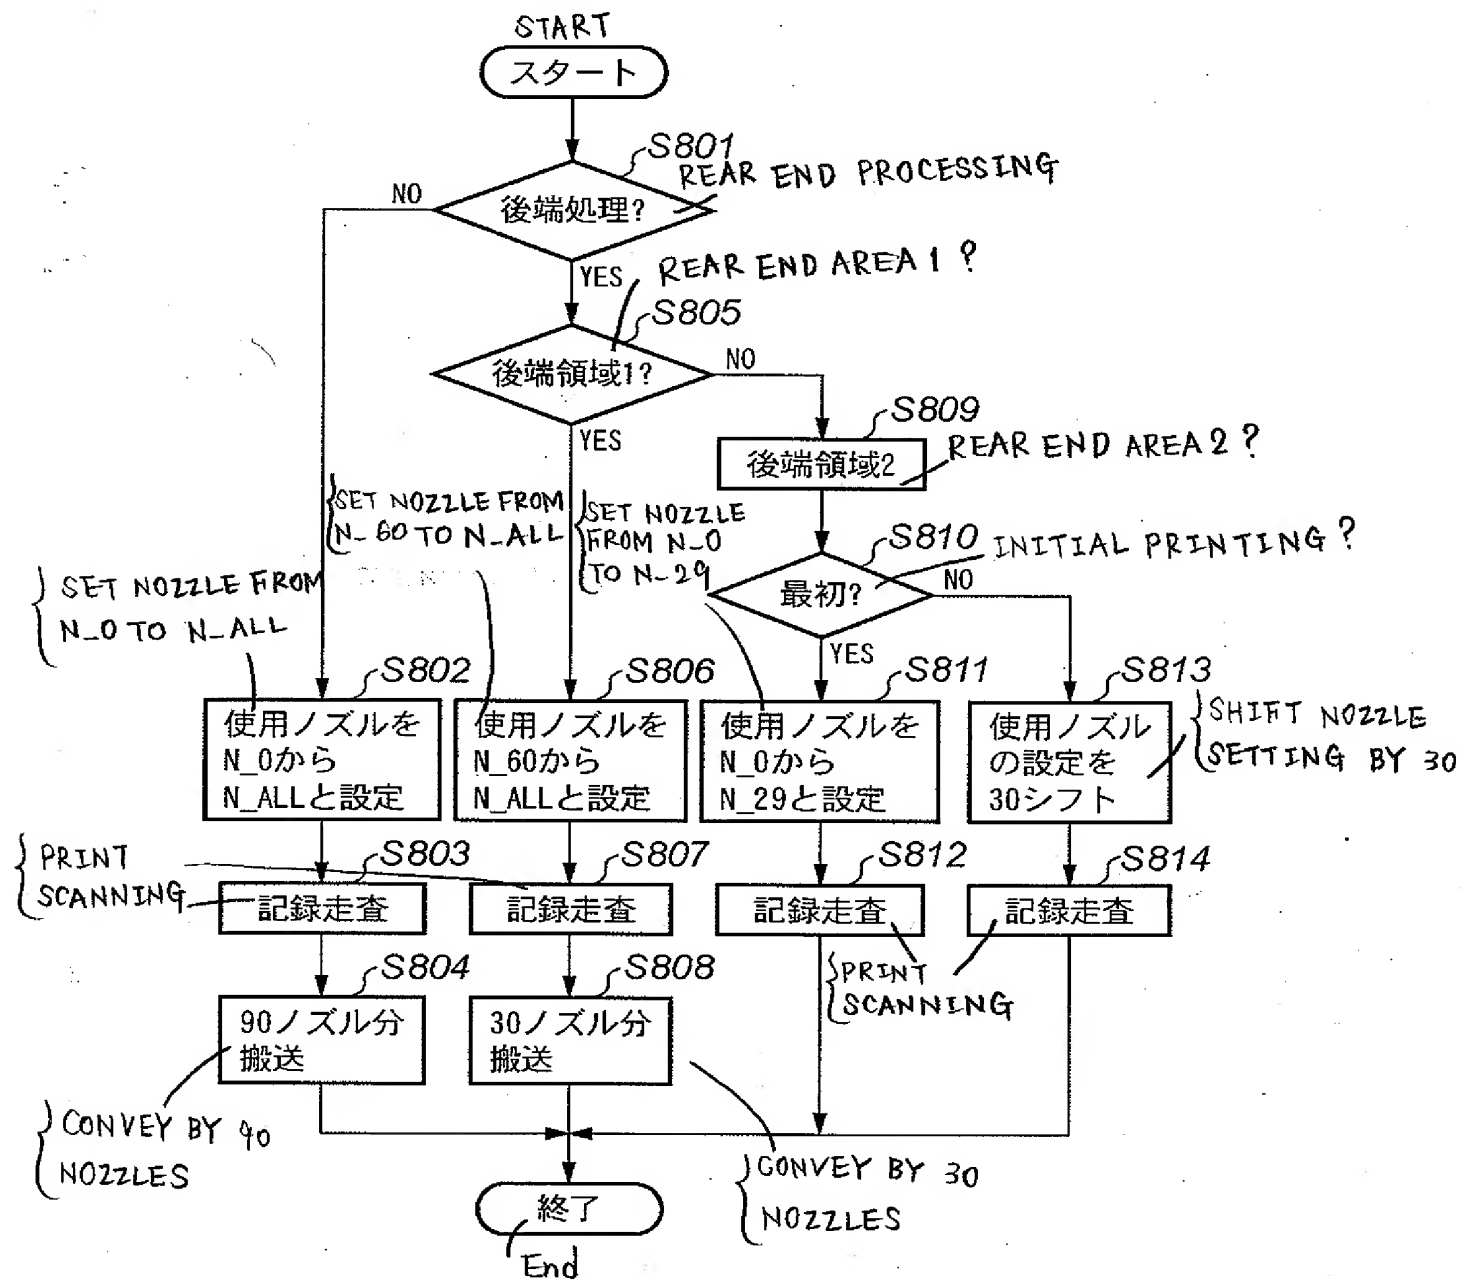 START
スタート
S801
REAR END PROCESSING
NO
後端処理?
YES
REAR END AREA 1 ?
S805
後端領域1?
NO
YES
S809
後端領域2
REAR END AREA 2 ?
SET NOZZLE FROM
N_60 TO N_ALL
SET NOZZLE
FROM N_0
TO N_29
S810
INITIAL PRINTING ?
最初?
NO
YES
SET NOZZLE FROM
N_0 TO N_ALL
S802
使用ノズルを
N_0から
N_ALLと設定
S806
使用ノズルを
N_60から
N_ALLと設定
S811
使用ノズルを
N_0から
N_29と設定
S813
使用ノズル
の設定を
30シフト
SHIFT NOZZLE
SETTING BY 30
PRINT
SCANNING
S803
記録走査
S807
記録走査
S812
記録走査
S814
記録走査
PRINT
SCANNING
S804
90ノズル分
搬送
S808
30ノズル分
搬送
CONVEY BY 90
NOZZLES
CONVEY BY 30
NOZZLES
終了
End